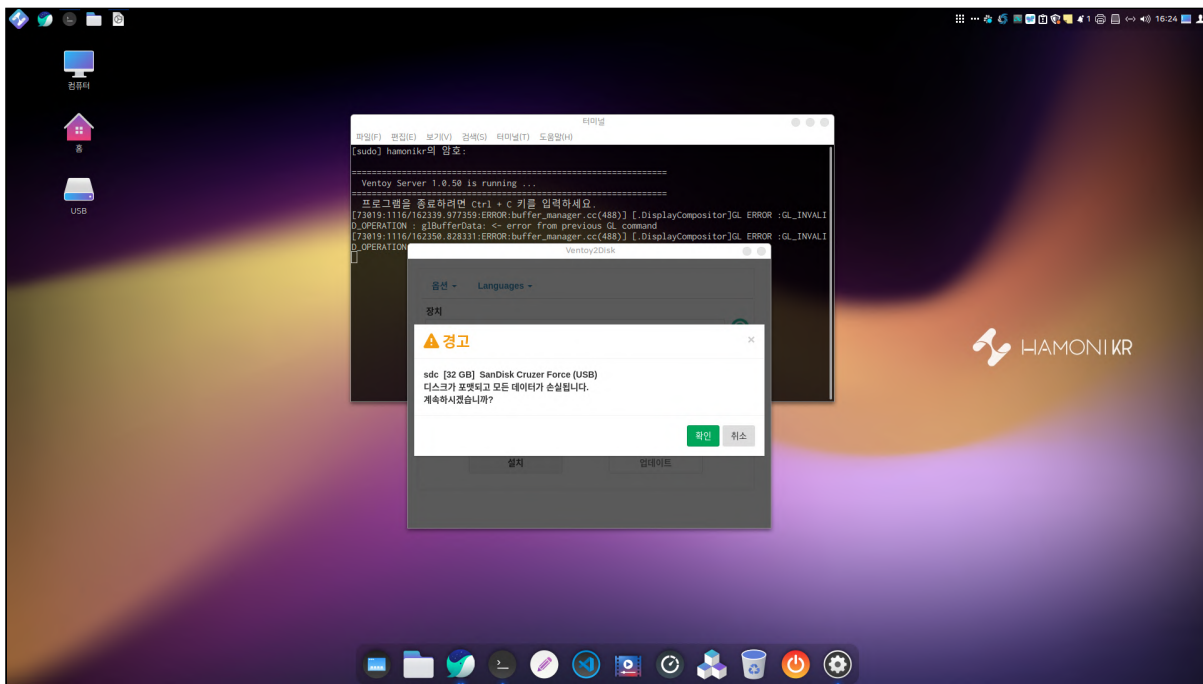 1
16:24
컴퓨터
홈
USB
터미널
파일(F) 편집(E) 보기(V) 검색(S) 터미널(T) 도움말(H)
[sudo] hamonikr의 암호:
===============================================================
Ventoy Server 1.0.50 is running ...
===============================================================
프로그램을 종료하려면 Ctrl + C 키를 입력하세요.
[73019:1116/162339.977359:ERROR:buffer_manager.cc(488)] [.DisplayCompositor]GL ERROR :GL_INVALI
D_OPERATION : glBufferData: <- error from previous GL command
[73019:1116/162350.828331:ERROR:buffer_manager.cc(488)] [.DisplayCompositor]GL ERROR :GL_INVALI
D_OPERATION
Ventoy2Disk
옵션 Languages
장치
경고
sdc [32 GB] SanDisk Cruzer Force (USB)
디스크가 포맷되고 모든 데이터가 손실됩니다.
계속하시겠습니까?
확인 취소
설치 업데이트
HAMONIKR